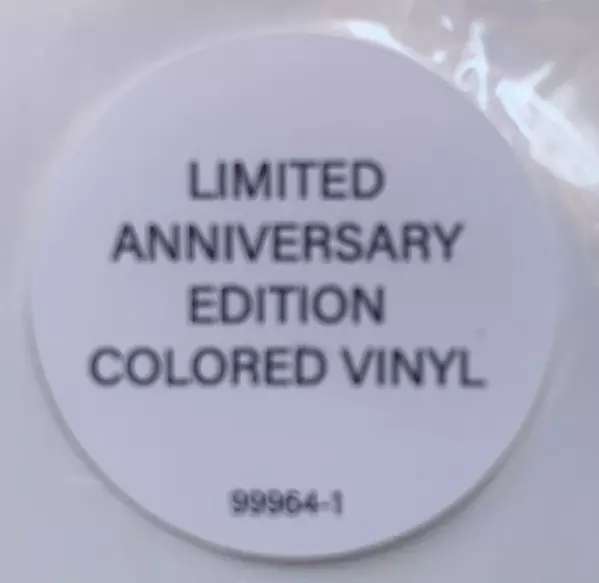 LIMITED
ANNIVERSARY
EDITION
COLORED VINYL
99964-1